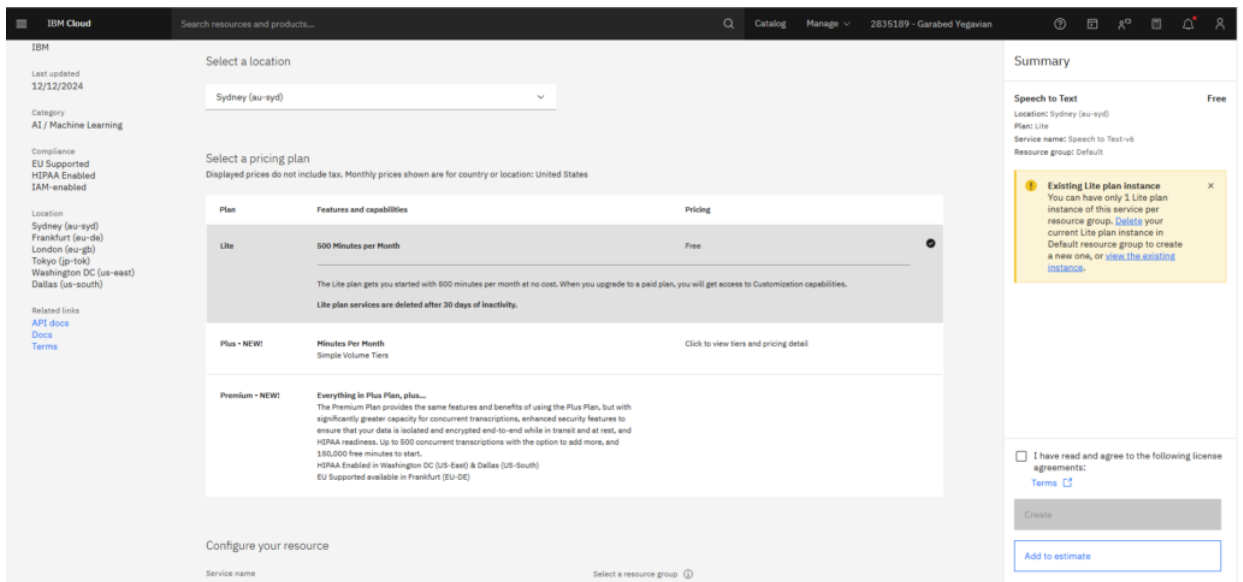 IBM Cloud
Search resources and products...
Catalog
Manage
2835189 - Garabed Yegavian
IBM
Last updated
12/12/2024
Category
AI / Machine Learning
Compliance
EU Supported
HIPAA Enabled
IAM-enabled
Location
Sydney (au-syd)
Frankfurt (eu-de)
London (eu-gb)
Tokyo (jp-tok)
Washington DC (us-east)
Dallas (us-south)
Related links
API docs
Docs
Terms
Select a location
Sydney (au-syd)
Select a pricing plan
Displayed prices do not include tax. Monthly prices shown are for country or location: United States
Plan
Features and capabilities
Pricing
Lite
500 Minutes per Month
Free
The Lite plan gets you started with 500 minutes per month at no cost. When you upgrade to a paid plan, you will get access to Customization capabilities.
Lite plan services are deleted after 30 days of inactivity.
Plus - NEW!
Minutes Per Month
Simple Volume Tiers
Click to view tiers and pricing detail
Premium - NEW!
Everything in Plus Plan, plus...
The Premium Plan provides the same features and benefits of using the Plus Plan, but with
significantly greater capacity for concurrent transcriptions, enhanced security features to
ensure that your data is isolated and encrypted end-to-end while in transit and at rest, and
HIPAA readiness. Up to 500 concurrent transcriptions with the option to add more, and
150,000 free minutes to start.
HIPAA Enabled in Washington DC (US-East) & Dallas (US-South)
EU Supported available in Frankfurt (EU-DE)
Configure your resource
Service name
Select a resource group
Summary
Speech to Text
Free
Location: Sydney (au-syd)
Plan: Lite
Service name: Speech to Text-v6
Resource group: Default
Existing Lite plan instance
You can have only 1 Lite plan
instance of this service per
resource group. Delete your
current Lite plan instance in
Default resource group to create
a new one, or view the existing
instance.
I have read and agree to the following license
agreements:
Terms
Create
Add to estimate